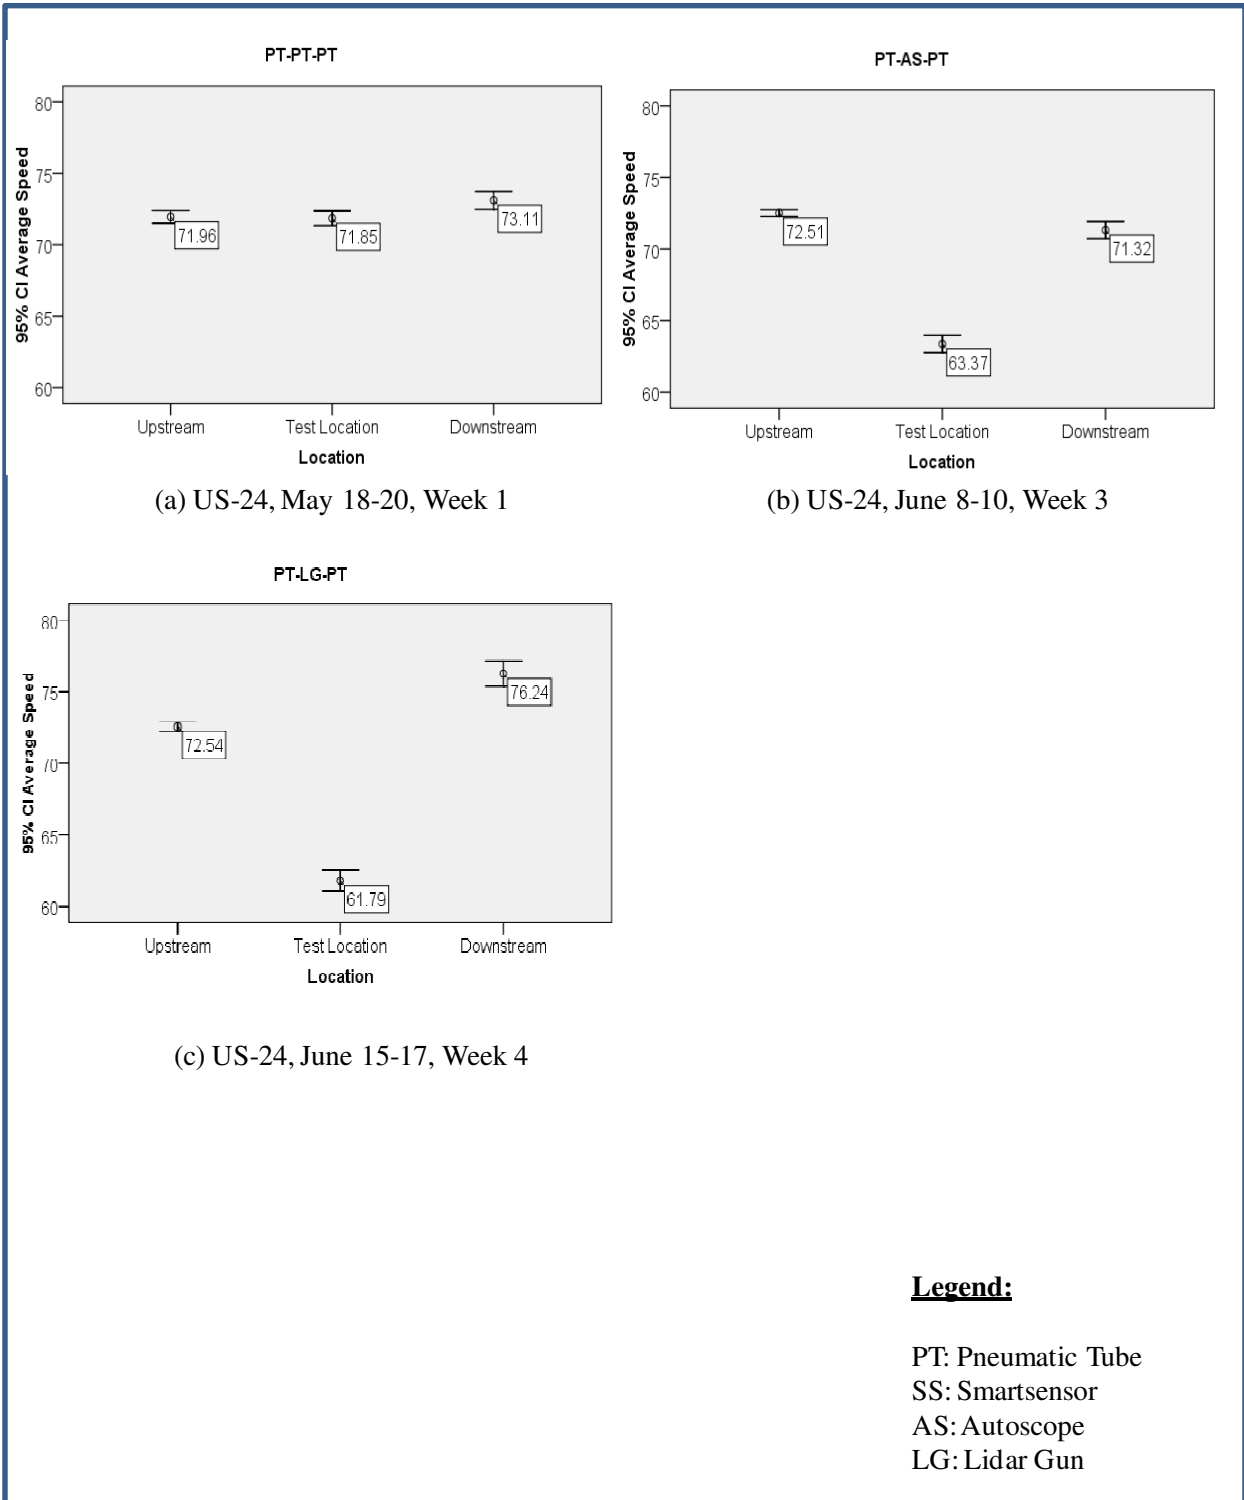 PT-PT-PT
95% CI Average Speed
80
75
70
65
60
71.96
71.85
73.11
Upstream Test Location Downstream
Location
(a) US-24, May 18-20, Week 1
PT-AS-PT
95% CI Average Speed
80
75
70
65
60
72.51
63.37
71.32
Upstream Test Location Downstream
Location
(b) US-24, June 8-10, Week 3
PT-LG-PT
95% CI Average Speed
80
75
70
65
60
72.54
61.79
76.24
Upstream Test Location Downstream
Location
(c) US-24, June 15-17, Week 4
Legend:
PT: Pneumatic Tube
SS: Smartsensor
AS: Autoscope
LG: Lidar Gun